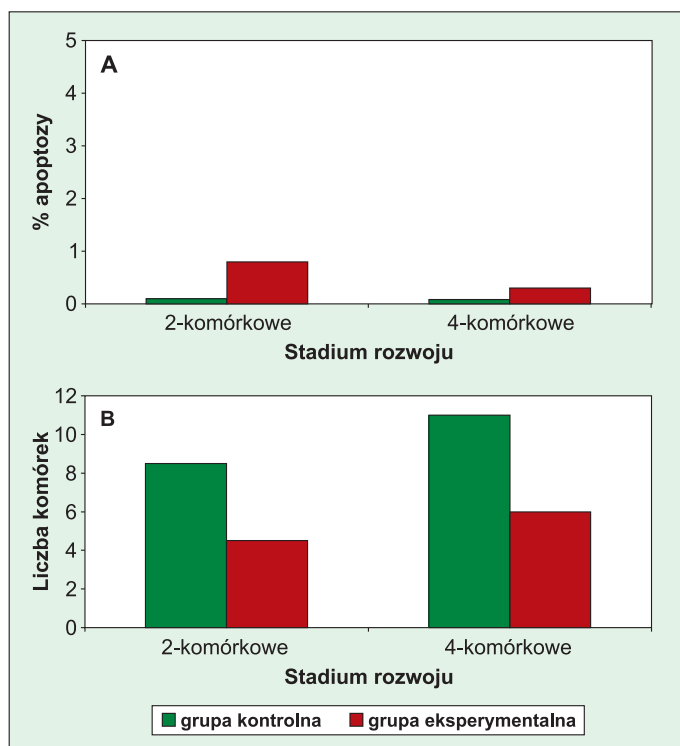 A
% apoptozy
5
4
3
2
1
0
2-komórkowe 4-komórkowe
Stadium rozwoju
B
Liczba komórek
12
10
8
6
4
2
0
2-komórkowe 4-komórkowe
Stadium rozwoju
grupa kontrolna grupa eksperymentalna